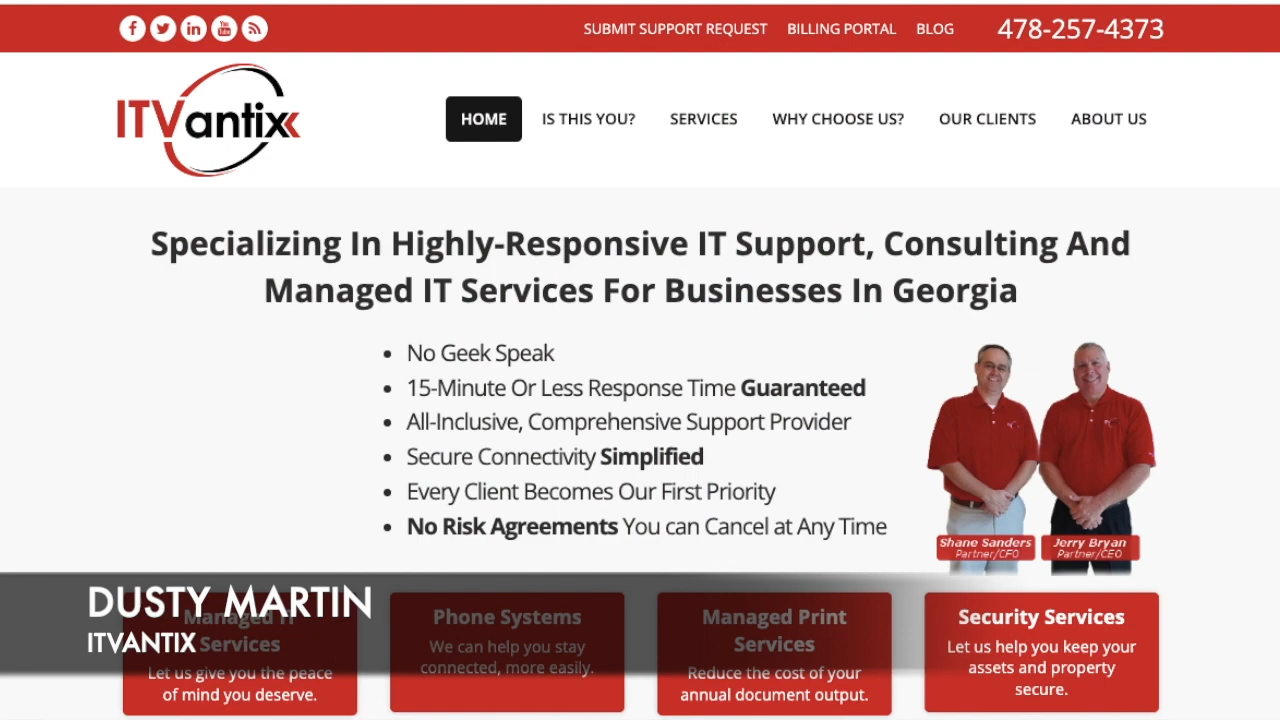 SUBMIT SUPPORT REQUEST BILLING PORTAL BLOG 478-257-4373
ITVantix
HOME IS THIS YOU? SERVICES WHY CHOOSE US? OUR CLIENTS ABOUT US
Specializing In Highly-Responsive IT Support, Consulting And
Managed IT Services For Businesses In Georgia
• No Geek Speak
• 15-Minute Or Less Response Time Guaranteed
• All-Inclusive, Comprehensive Support Provider
• Secure Connectivity Simplified
• Every Client Becomes Our First Priority
• No Risk Agreements You can Cancel at Any Time
Shane Sanders
Partner/CFO
Jerry Bryan
Partner/CEO
DUSTY MARTIN
ITVANTIX
Managed IT
Services
Let us give you the peace
of mind you deserve.
Phone Systems
We can help you stay
connected, more easily.
Managed Print
Services
Reduce the cost of your
annual document output.
Security Services
Let us help you keep your
assets and property
secure.